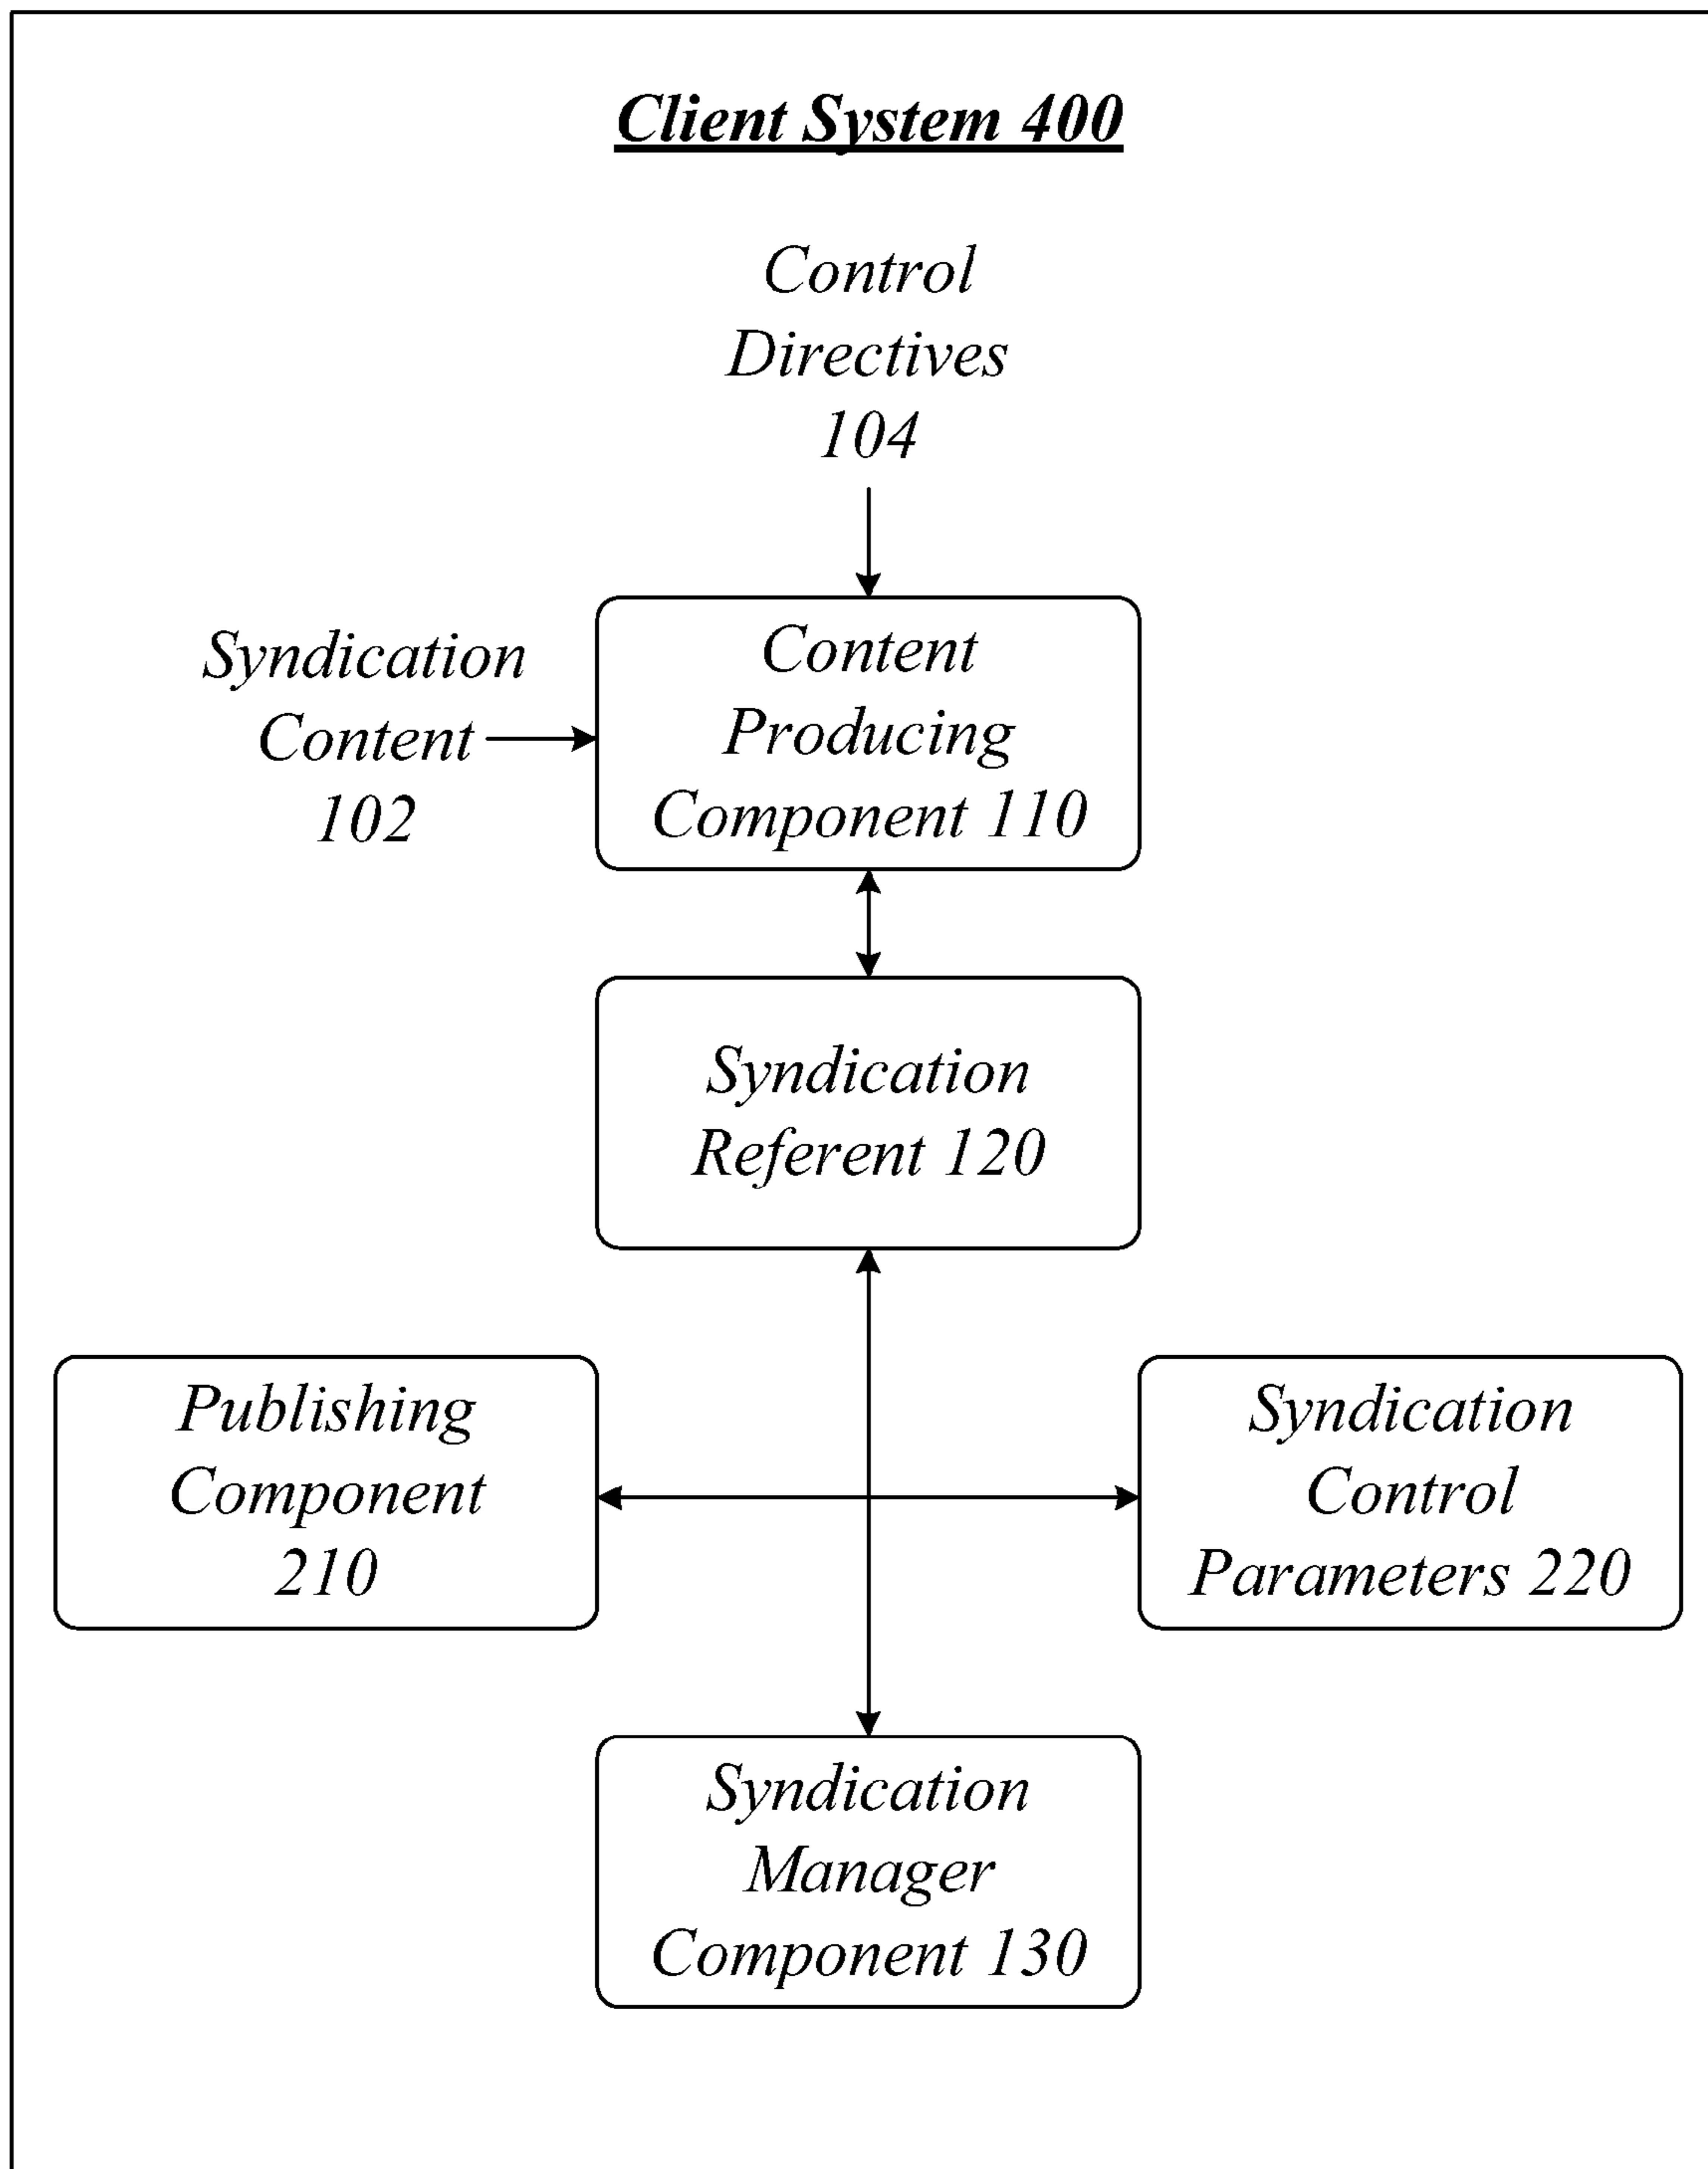 Client System 400
Control
Directives
104
Syndication
Content
102
Content
Producing
Component 110
Syndication
Referent 120
Publishing
Component
210
Syndication
Control
Parameters 220
Syndication
Manager
Component 130